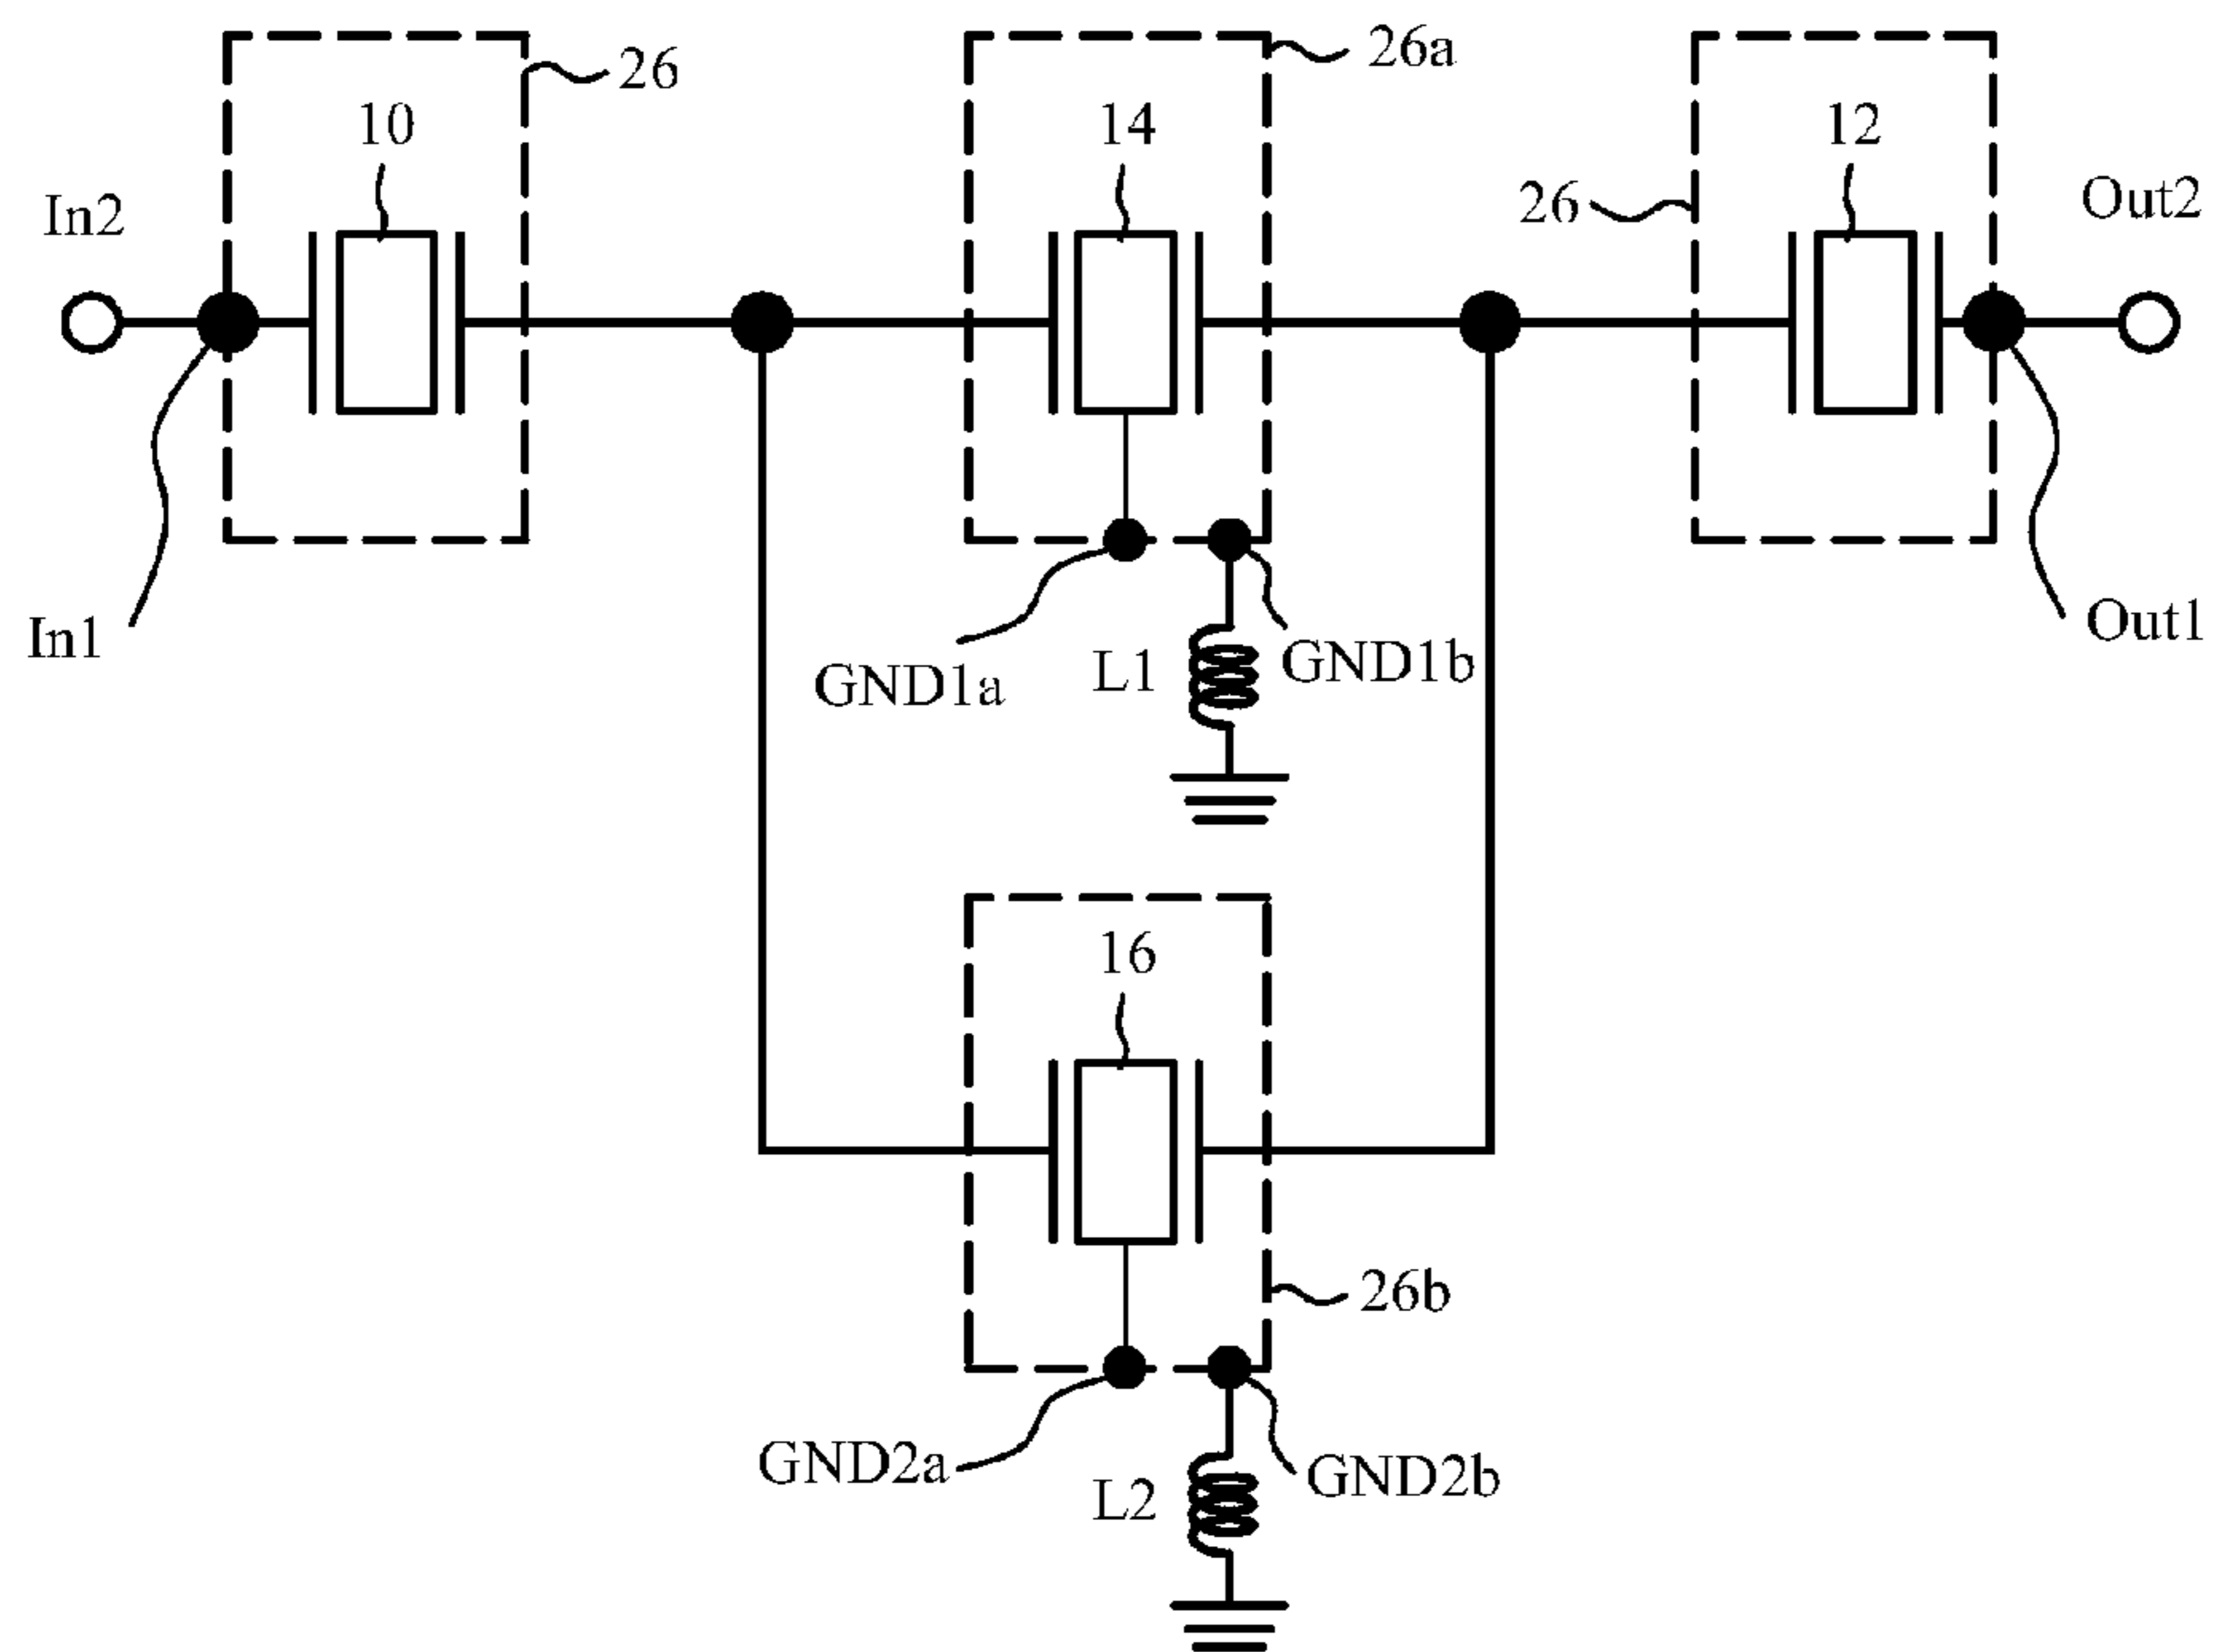 26
26a
10
14
12
In2
26
Out2
In1
GND1a
L1
GND1b
Out1
16
26b
GND2a
L2
GND2b